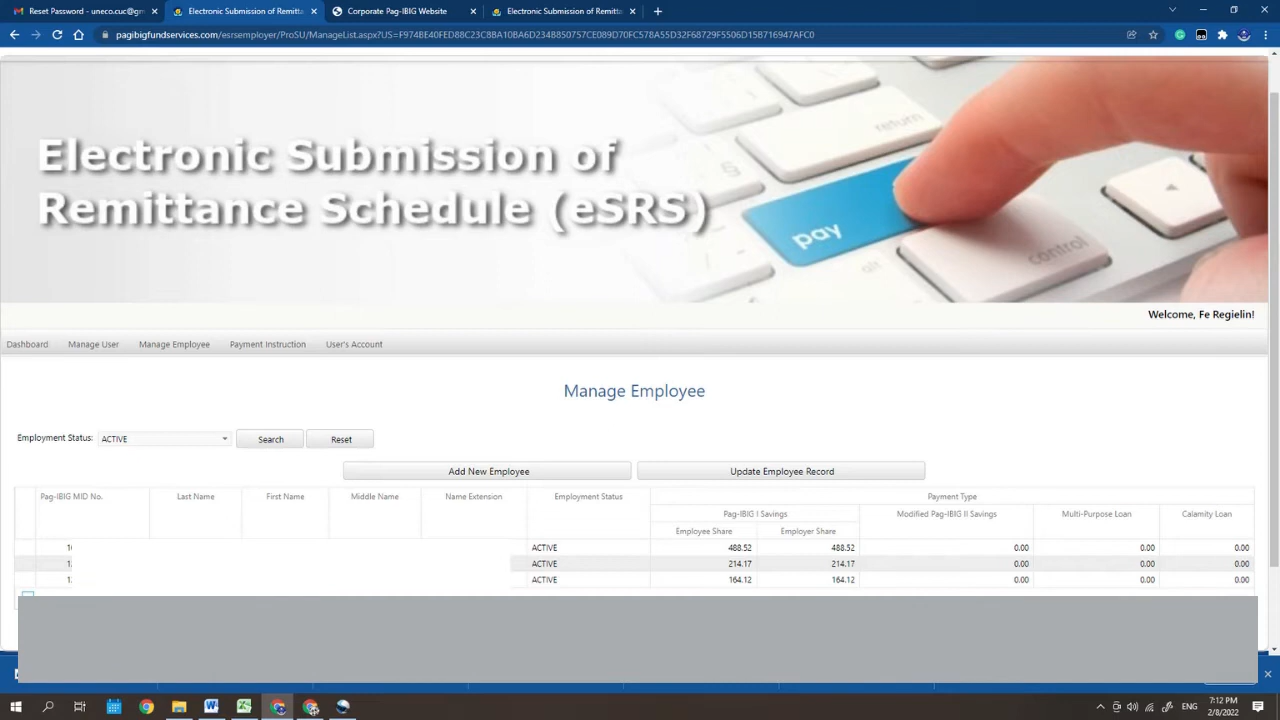 Reset Password - uneco.cuc@gm
Electronic Submission of Remitta
Corporate Pag-IBIG Website
Electronic Submission of Remitta
pagibigfundservices.com/esrsemployer/ProSU/ManageList.aspx?US=F974BE40FED88C23C8BA10BA6D234B850757CE089D70FC578A55D32F68729F5506D15B716947AFC0
Electronic Submission of
Remittance Schedule (eSRS)
return
pay
alt
control
Welcome, Fe Regielin!
Dashboard Manage User Manage Employee Payment Instruction User's Account
Manage Employee
Employment Status: ACTIVE Search Reset
Add New Employee Update Employee Record
Pag-IBIG MID No. Last Name First Name Middle Name Name Extension Employment Status Payment Type
Pag-IBIG I Savings Modified Pag-IBIG II Savings Multi-Purpose Loan Calamity Loan
Employee Share Employer Share
ACTIVE 488.52 488.52 0.00 0.00 0.00
ACTIVE 214.17 214.17 0.00 0.00 0.00
ACTIVE 164.12 164.12 0.00 0.00 0.00
ENG
7:12 PM
2/8/2022